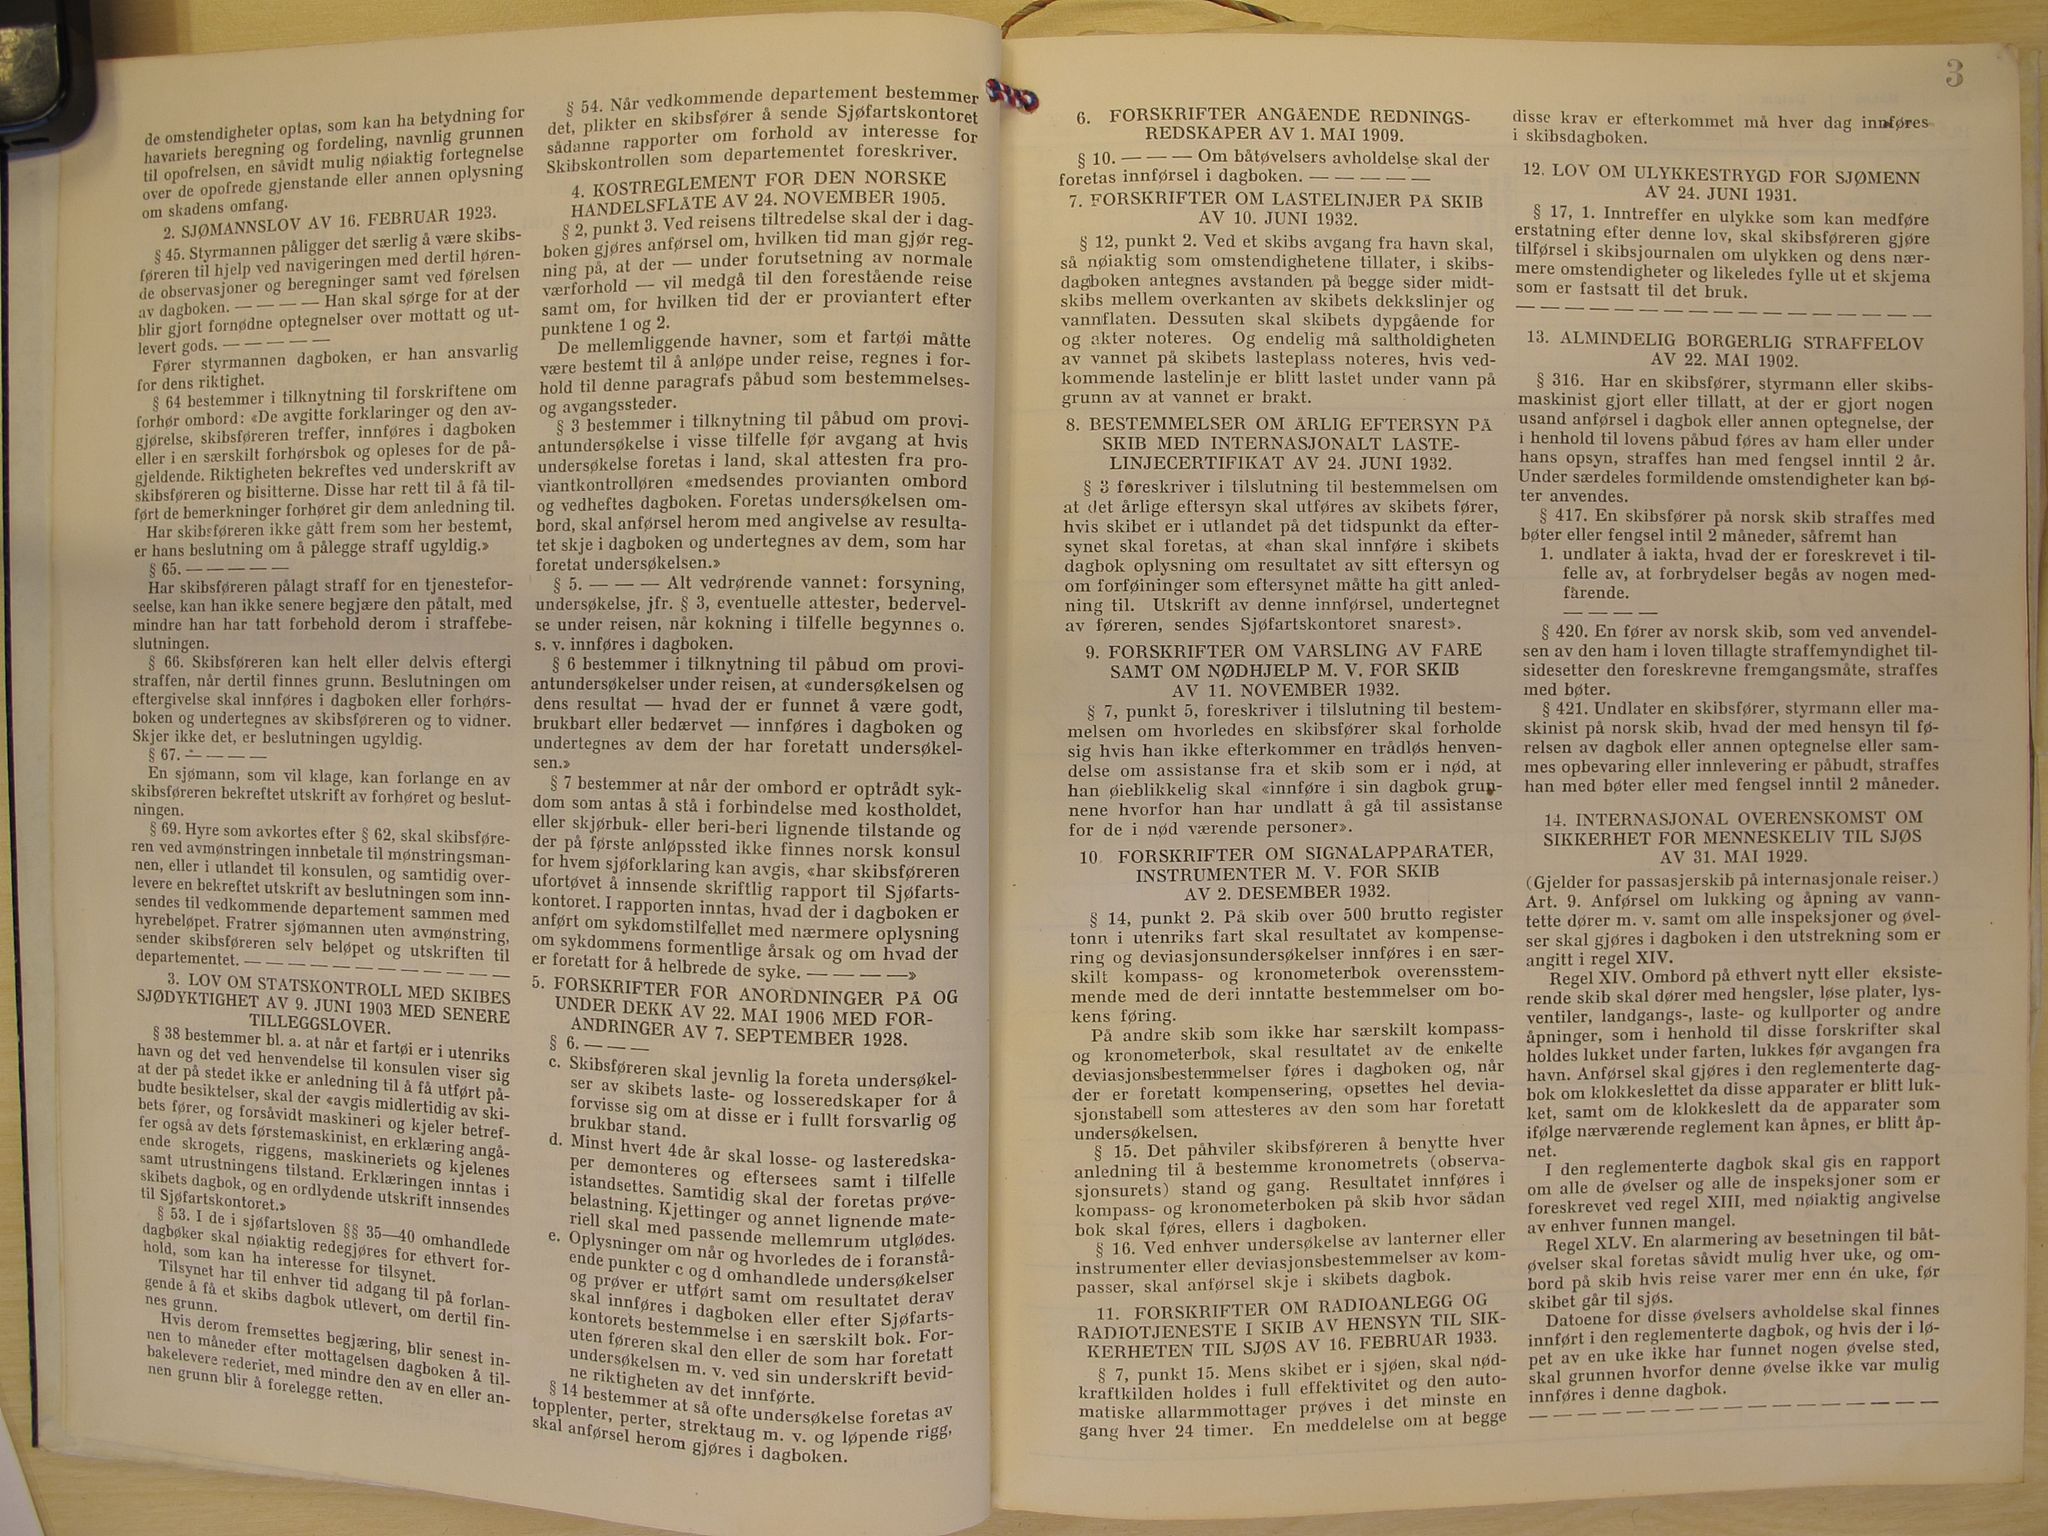 de omstendigheter optas, som kan ha betydning for
havariets beregning og fordeling, navnlig grunnen
til opofrelsen, en såvidt mulig nøiaktig fortegnelse
over de opofrede gjenstande eller annen oplysning
om skadens omfang.
2. SJØMANNSLOV AV 16. FEBRUAR 1923.
§ 45. Styrmannen påligger det særlig å være skibs-
føreren til hjelp ved navigeringen med dertil høren-
de observasjoner og beregninger samt ved førelsen
av dagboken. — — — — Han skal sørge for at der
blir gjort fornødne optegnelser over mottatt og ut-
levert gods. — — — — — —
Fører styrmannen dagboken, er han ansvarlig
for dens riktighet.
§ 64 bestemmer i tilknytning til forskriftene om
forhør ombord: «De avgitte forklaringer og den av-
gjørelse, skibsføreren treffer, innføres i dagboken
eller i en særskilt forhørsbok og opleses for de på-
gjeldende. Riktigheten bekreftes ved underskrift av
skibsføreren og bisitterne. Disse har rett til å få til-
ført de bemerkninger forhøret gir dem anledning til.
Har skibsføreren ikke gått frem som her bestemt,
er hans beslutning om å pålegge straff ugyldig.»
§ 65. — — — — —
Har skibsføreren pålagt straff for en tjenestefor-
seelse, kan han ikke senere begjære den påtalt, med
mindre han har tatt forbehold derom i straffebe-
slutningen.
§ 66. Skibsføreren kan helt eller delvis eftergi
straffen, når dertil finnes grunn. Beslutningen om
eftergivelse skal innføres i dagboken eller forhørs-
boken og undertegnes av skibsføreren og to vidner.
Skjer ikke det, er beslutningen ugyldig.
§ 67. — — — —
En sjømann, som vil klage, kan forlange en av
skibsføreren bekreftet utskrift av forhøret og beslut-
ningen.
§ 69. Hyre som avkortes efter § 62, skal skibsføre-
ren ved avmønstringen innbetale til mønstringsman-
nen, eller i utlandet til konsulen, og samtidig over-
levere en bekreftet utskrift av beslutningen som inn-
sendes til vedkommende departement sammen med
hyrebeløpet. Fratrer sjømannen uten avmønstring,
sender skibsføreren selv beløpet og utskriften til
departementet. — — — — — — — — —
3. LOV OM STATSKONTROLL MED SKIBES
SJØDYKTIGHET AV 9. JUNI 1903 MED SENERE
TILLEGGSLOVER.
§ 38 bestemmer bl. a. at når et fartøi er i utenriks
havn og det ved henvendelse til konsulen viser sig
at der på stedet ikke er anledning til å få utført på-
budte besiktelser, skal der «avgis midlertidig av ski-
bets fører, og forsåvidt maskineri og kjeler betref-
fer også av dets førstemaskinist, en erklæring angå-
ende skrogets, riggens, maskineriets og kjelenes
samt utrustningens tilstand. Erklæringen inntas i
skibets dagbok, og en ordlydende utskrift innsendes
til Sjøfartskontoret.»
§ 53. I de i sjøfartsloven §§ 35—40 omhandlede
dagbøker skal nøiaktig redegjøres for ethvert for-
hold, som kan ha interesse for tilsynet.
Tilsynet har til enhver tid adgang til på forlan-
gende å få et skibs dagbok utlevert, om dertil fin-
nes grunn.
Hvis derom fremsettes begjæring, blir senest in-
nen to måneder efter mottagelsen dagboken å til-
bakelevere rederiet, med mindre den av en eller an-
nen grunn blir å forelegge retten.
§ 54. Når vedkommende departement bestemmer
det, plikter en skibsfører å sende Sjøfartskontoret
sådanne rapporter om forhold av interesse for
Skibskontrollen som departementet foreskriver.
4. KOSTREGLEMENT FOR DEN NORSKE
HANDELSFLÅTE AV 24. NOVEMBER 1905.
§ 2, punkt 3. Ved reisens tiltredelse skal der i dag-
boken gjøres anførsel om, hvilken tid man gjør reg-
ning på, at der — under forutsetning av normale
værforhold — vil medgå til den forestående reise
samt om, for hvilken tid der er proviantert efter
punktene 1 og 2.
De mellemliggende havner, som et fartøi måtte
være bestemt til å anløpe under reise, regnes i for-
hold til denne paragrafs påbud som bestemmelses-
og avgangssteder.
§ 3 bestemmer i tilknytning til påbud om provi-
antundersøkelse i visse tilfelle før avgang at hvis
undersøkelse foretas i land, skal attesten fra pro-
viantkontrolløren «medsendes provianten ombord
og vedheftes dagboken. Foretas undersøkelsen om-
bord, skal anførsel herom med angivelse av resulta-
tet skje i dagboken og undertegnes av dem, som har
foretat undersøkelsen.»
§ 5. — — — Alt vedrørende vannet: forsyning,
undersøkelse, jfr. § 3, eventuelle attester, bedervel-
se under reisen, når kokning i tilfelle begynnes o.
s. v. innføres i dagboken.
§ 6 bestemmer i tilknytning til påbud om provi-
antundersøkelser under reisen, at «undersøkelsen og
dens resultat — hvad der er funnet å være godt,
brukbart eller bedærvet — innføres i dagboken og
undertegnes av dem der har foretatt undersøkel-
sen.»
§ 7 bestemmer at når der ombord er optrådt syk-
dom som antas å stå i forbindelse med kostholdet,
eller skjørbuk- eller beri-beri lignende tilstande og
der på første anløpssted ikke finnes norsk konsul
for hvem sjøforklaring kan avgis, «har skibsføreren
ufortøvet å innsende skriftlig rapport til Sjøfarts-
kontoret. I rapporten inntas, hvad der i dagboken er
anført om sykdomstilfellet med nærmere oplysning
om sykdommens formentlige årsak og om hvad der
er foretatt for å helbrede de syke. — — — —»
5. FORSKRIFTER FOR ANORDNINGER PÅ OG
UNDER DEKK AV 22. MAI 1906 MED FOR-
ANDRINGER AV 7. SEPTEMBER 1928.
§ 6. — — —
c. Skibsføreren skal jevnlig la foreta undersøkel-
ser av skibets laste- og losseredskaper for å
forvisse sig om at disse er i fullt forsvarlig og
brukbar stand.
d. Minst hvert 4de år skal losse- og lasteredska-
per demonteres og eftersees samt i tilfelle
istandsettes. Samtidig skal der foretas prøve-
belastning. Kjettinger og annet lignende mate-
riell skal med passende mellemrum utglødes.
e. Oplysninger om når og hvorledes de i foranstå-
ende punkter c og d omhandlede undersøkelser
og prøver er utført samt om resultatet derav
skal innføres i dagboken eller efter Sjøfarts-
kontorets bestemmelse i en særskilt bok. For-
uten føreren skal den eller de som har foretatt
undersøkelsen m. v. ved sin underskrift bevid-
ne riktigheten av det innførte.
§ 14 bestemmer at så ofte undersøkelse foretas av
topplenter, perter, strektaug m. v. og løpende rigg,
skal anførsel herom gjøres i dagboken.
3
6. FORSKRIFTER ANGÅENDE REDNINGS-
REDSKAPER AV 1. MAI 1909.
§ 10. — — — Om båtøvelsers avholdelse skal der
foretas innførsel i dagboken. — — — — —
7. FORSKRIFTER OM LASTELINJER PÅ SKIB
AV 10. JUNI 1932.
§ 12, punkt 2. Ved et skibs avgang fra havn skal,
så nøiaktig som omstendighetene tillater, i skibs-
dagboken antegnes avstanden på begge sider midt-
skibs mellem overkanten av skibets dekkslinjer og
vannflaten. Dessuten skal skibets dypgående for
og akter noteres. Og endelig må saltholdigheten
av vannet på skibets lasteplass noteres, hvis ved-
kommende lastelinje er blitt lastet under vann på
grunn av at vannet er brakt.
8. BESTEMMELSER OM ÅRLIG EFTERSYN PÅ
SKIB MED INTERNASJONALT LASTE-
LINJECERTIFIKAT AV 24. JUNI 1932.
§ 3 foreskriver i tilslutning til bestemmelsen om
at det årlige eftersyn skal utføres av skibets fører,
hvis skibet er i utlandet på det tidspunkt da efter-
synet skal foretas, at «han skal innføre i skibets
dagbok oplysning om resultatet av sitt eftersyn og
om forføininger som eftersynet måtte ha gitt anled-
ning til. Utskrift av denne innførsel, undertegnet
av føreren, sendes Sjøfartskontoret snarest».
9. FORSKRIFTER OM VARSLING AV FARE
SAMT OM NØDHJELP M. V. FOR SKIB
AV 11. NOVEMBER 1932.
§ 7, punkt 5, foreskriver i tilslutning til bestem-
melsen om hvorledes en skibsfører skal forholde
sig hvis han ikke efterkommer en trådløs henven-
delse om assistanse fra et skib som er i nød, at
han øieblikkelig skal «innføre i sin dagbok grun-
nene hvorfor han har undlatt å gå til assistanse
for de i nød værende personer».
10. FORSKRIFTER OM SIGNALAPPARATER,
INSTRUMENTER M. V. FOR SKIB
AV 2. DESEMBER 1932.
§ 14, punkt 2. På skib over 500 brutto register
tonn i utenriks fart skal resultatet av kompense-
ring og deviasjonsundersøkelser innføres i en sær-
skilt kompass- og kronometerbok overensstem-
mende med de deri inntatte bestemmelser om bo-
kens føring.
På andre skib som ikke har særskilt kompass-
og kronometerbok, skal resultatet av de enkelte
deviasjonsbestemmelser føres i dagboken og, når
der er foretatt kompensering, opsettes hel devia-
sjonstabell som attesteres av den som har foretatt
undersøkelsen.
§ 15. Det påhviler skibsføreren å benytte hver
anledning til å bestemme kronometrets (observa-
sjonsurets) stand og gang. Resultatet innføres i
kompass- og kronometerboken på skib hvor sådan
bok skal føres, ellers i dagboken.
§ 16. Ved enhver undersøkelse av lanterner eller
instrumenter eller deviasjonsbestemmelser av kom-
passer, skal anførsel skje i skibets dagbok.
11. FORSKRIFTER OM RADIOANLEGG OG
RADIOTJENESTE I SKIB AV HENSYN TIL SIK-
KERHETEN TIL SJØS AV 16. FEBRUAR 1933.
§ 7, punkt 15. Mens skibet er i sjøen, skal nød-
kraftkilden holdes i full effektivitet og den auto-
matiske allarmmottager prøves i det minste en
gang hver 24 timer. En meddelelse om at begge
disse krav er efterkommet må hver dag innføres
i skibsdagboken.
12. LOV OM ULYKKESTRYGD FOR SJØMENN
AV 24. JUNI 1931.
§ 17, 1. Inntreffer en ulykke som kan medføre
erstatning efter denne lov, skal skibsføreren gjøre
tilførsel i skibsjournalen om ulykken og dens nær-
mere omstendigheter og likeledes fylle ut et skjema
som er fastsatt til det bruk.
— — — — — — — — — — — — — — — —
13. ALMINDELIG BORGERLIG STRAFFELOV
AV 22. MAI 1902.
§ 316. Har en skibsfører, styrmann eller skibs-
maskinist gjort eller tillatt, at der er gjort nogen
usand anførsel i dagbok eller annen optegnelse, der
i henhold til lovens påbud føres av ham eller under
hans opsyn, straffes han med fengsel inntil 2 år.
Under særdeles formildende omstendigheter kan bø-
ter anvendes.
§ 417. En skibsfører på norsk skib straffes med
bøter eller fengsel intil 2 måneder, såfremt han
1. undlater å iakta, hvad der er foreskrevet i til-
felle av, at forbrydelser begås av nogen med-
farende.
— — — —
§ 420. En fører av norsk skib, som ved anvendel-
sen av den ham i loven tillagte straffemyndighet til-
sidesetter den foreskrevne fremgangsmåte, straffes
med bøter.
§ 421. Undlater en skibsfører, styrmann eller ma-
skinist på norsk skib, hvad der med hensyn til fø-
relsen av dagbok eller annen optegnelse eller sam-
mes opbevaring eller innlevering er påbudt, straffes
han med bøter eller med fengsel inntil 2 måneder.
14. INTERNASJONAL OVERENSKOMST OM
SIKKERHET FOR MENNESKELIV TIL SJØS
AV 31. MAI 1929.
(Gjelder for passasjerskib på internasjonale reiser.)
Art. 9. Anførsel om lukking og åpning av vann-
tette dører m. v. samt om alle inspeksjoner og øvel-
ser skal gjøres i dagboken i den utstrekning som er
angitt i regel XIV.
Regel XIV. Ombord på ethvert nytt eller eksiste-
rende skib skal dører med hengsler, løse plater, lys-
ventiler, landgangs-, laste- og kullporter og andre
åpninger, som i henhold til disse forskrifter skal
holdes lukket under farten, lukkes før avgangen fra
havn. Anførsel skal gjøres i den reglementerte dag-
bok om klokkeslettet da disse apparater er blitt luk-
ket, samt om de klokkeslett da de apparater som
ifølge nærværende reglement kan åpnes, er blitt åp-
net.
I den reglementerte dagbok skal gis en rapport
om alle de øvelser og alle de inspeksjoner som er
foreskrevet ved regel XIII, med nøiaktig angivelse
av enhver funnen mangel.
Regel XLV. En alarmering av besetningen til båt-
øvelser skal foretas såvidt mulig hver uke, og om-
bord på skib hvis reise varer mer enn én uke, før
skibet går til sjøs.
Datoene for disse øvelsers avholdelse skal finnes
innført i den reglementerte dagbok, og hvis der i lø-
pet av en uke ikke har funnet nogen øvelse sted,
skal grunnen hvorfor denne øvelse ikke var mulig
innføres i denne dagbok.
— — — — — — — — — — — — — — — —